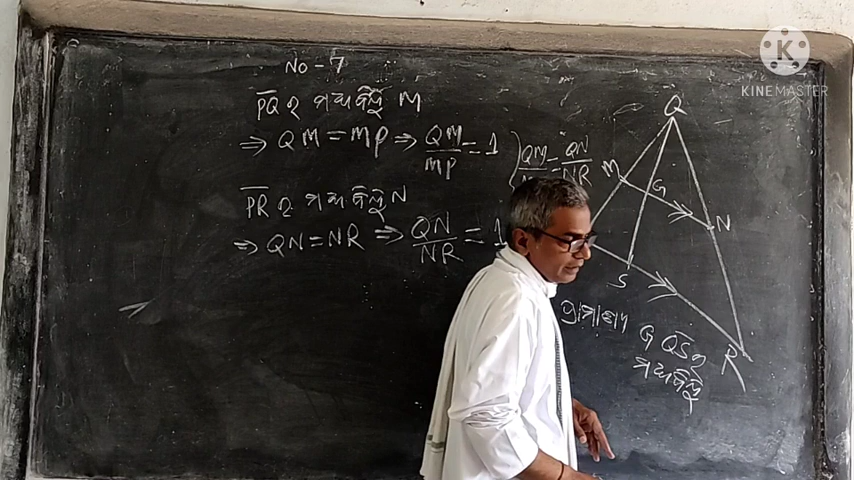 No - 7
PQ ର ମଧ୍ୟବିନ୍ଦୁ M
⇒ QM = MP ⇒ QM/MP = 1
PR ର ମଧ୍ୟବିନ୍ଦୁ N
⇒ QN = NR ⇒ QN/NR = 1
QM = QN/NR
Q
M
G
N
S
R
ପ୍ରମାଣ
G QS ର
ମଧ୍ୟବିନ୍ଦୁ
K
KINEMASTER